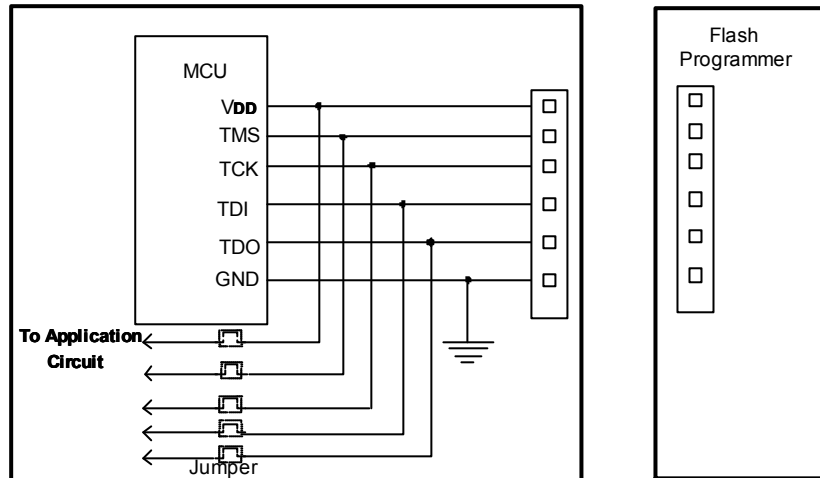 MCU
VDD
TMS
TCK
TDI
TDO
GND
To Application
Circuit
Jumper
Flash
Programmer